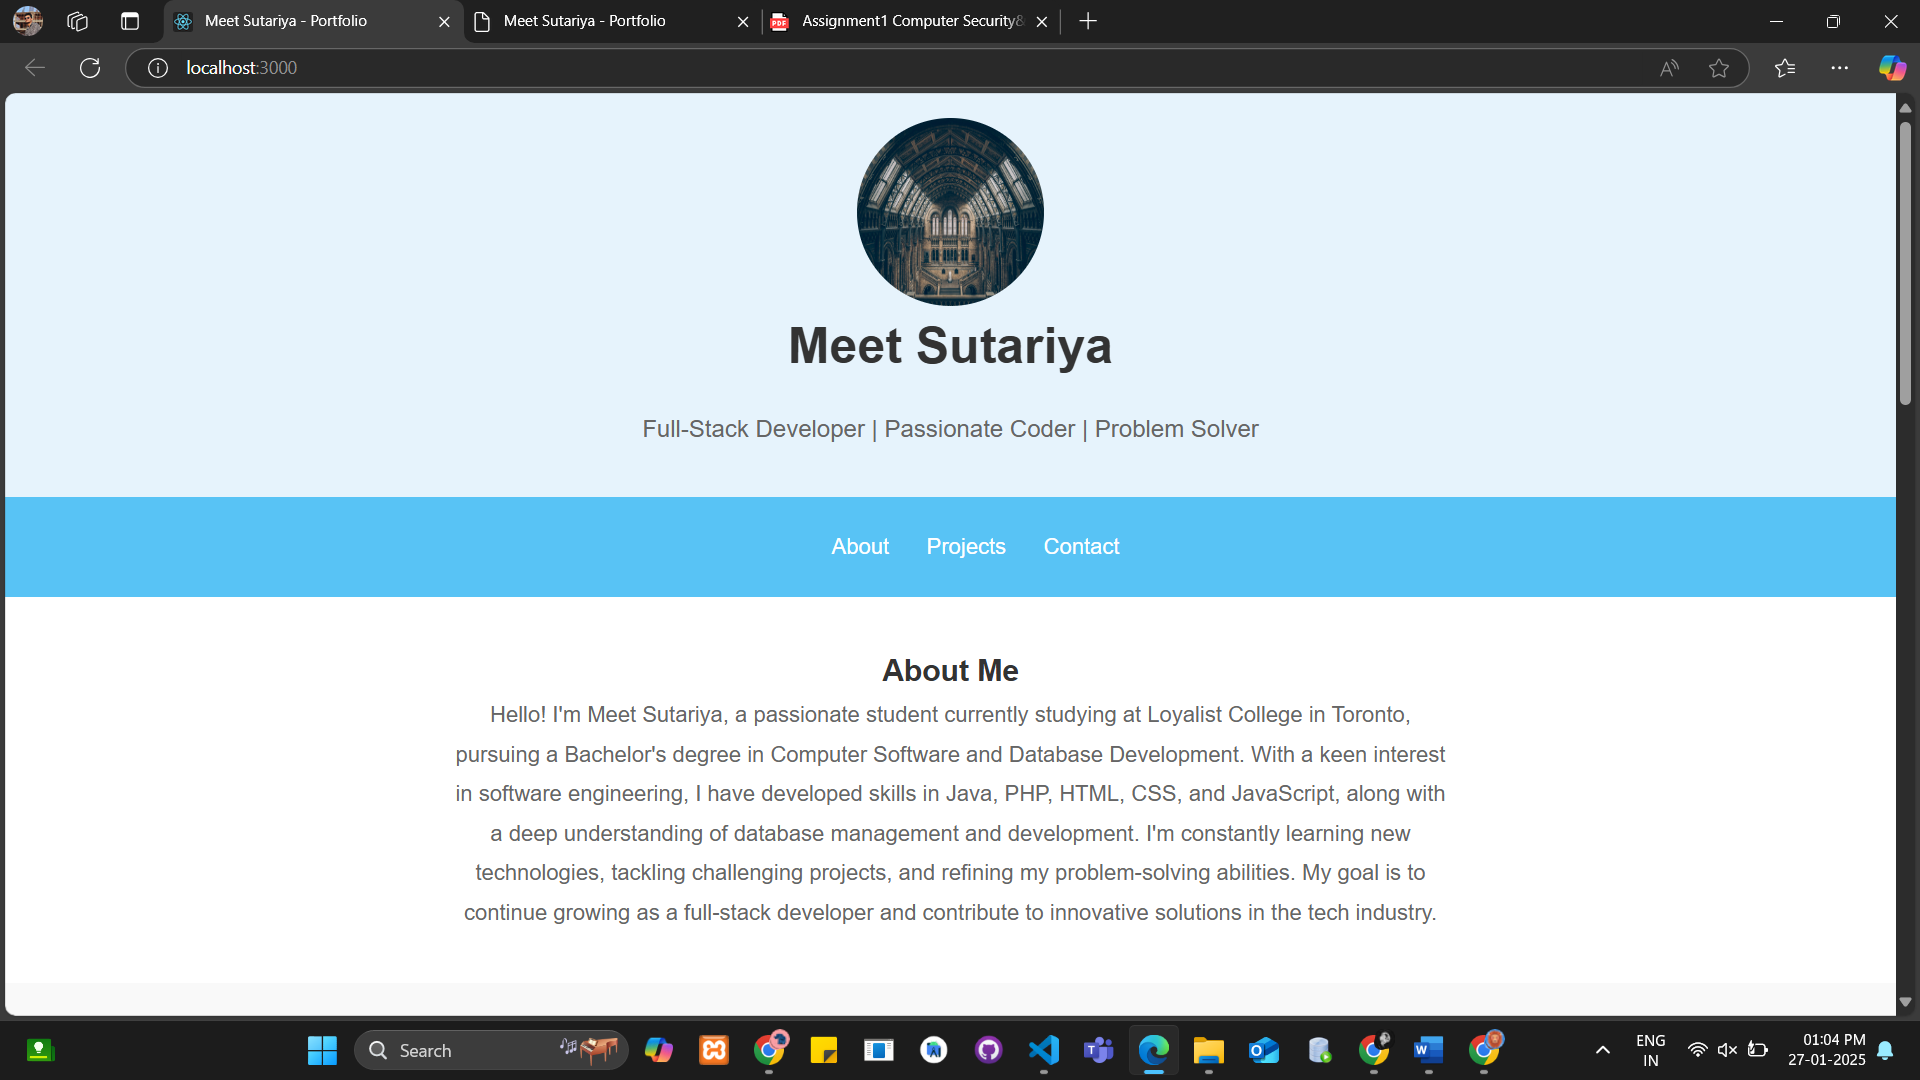 Meet Sutariya - Portfolio
Meet Sutariya - Portfolio
Assignment1 Computer Security&
localhost:3000
Meet Sutariya
Full-Stack Developer | Passionate Coder | Problem Solver
About Projects Contact
About Me
Hello! I'm Meet Sutariya, a passionate student currently studying at Loyalist College in Toronto,
pursuing a Bachelor's degree in Computer Software and Database Development. With a keen interest
in software engineering, I have developed skills in Java, PHP, HTML, CSS, and JavaScript, along with
a deep understanding of database management and development. I'm constantly learning new
technologies, tackling challenging projects, and refining my problem-solving abilities. My goal is to
continue growing as a full-stack developer and contribute to innovative solutions in the tech industry.
Search
ENG
IN
01:04 PM
27-01-2025